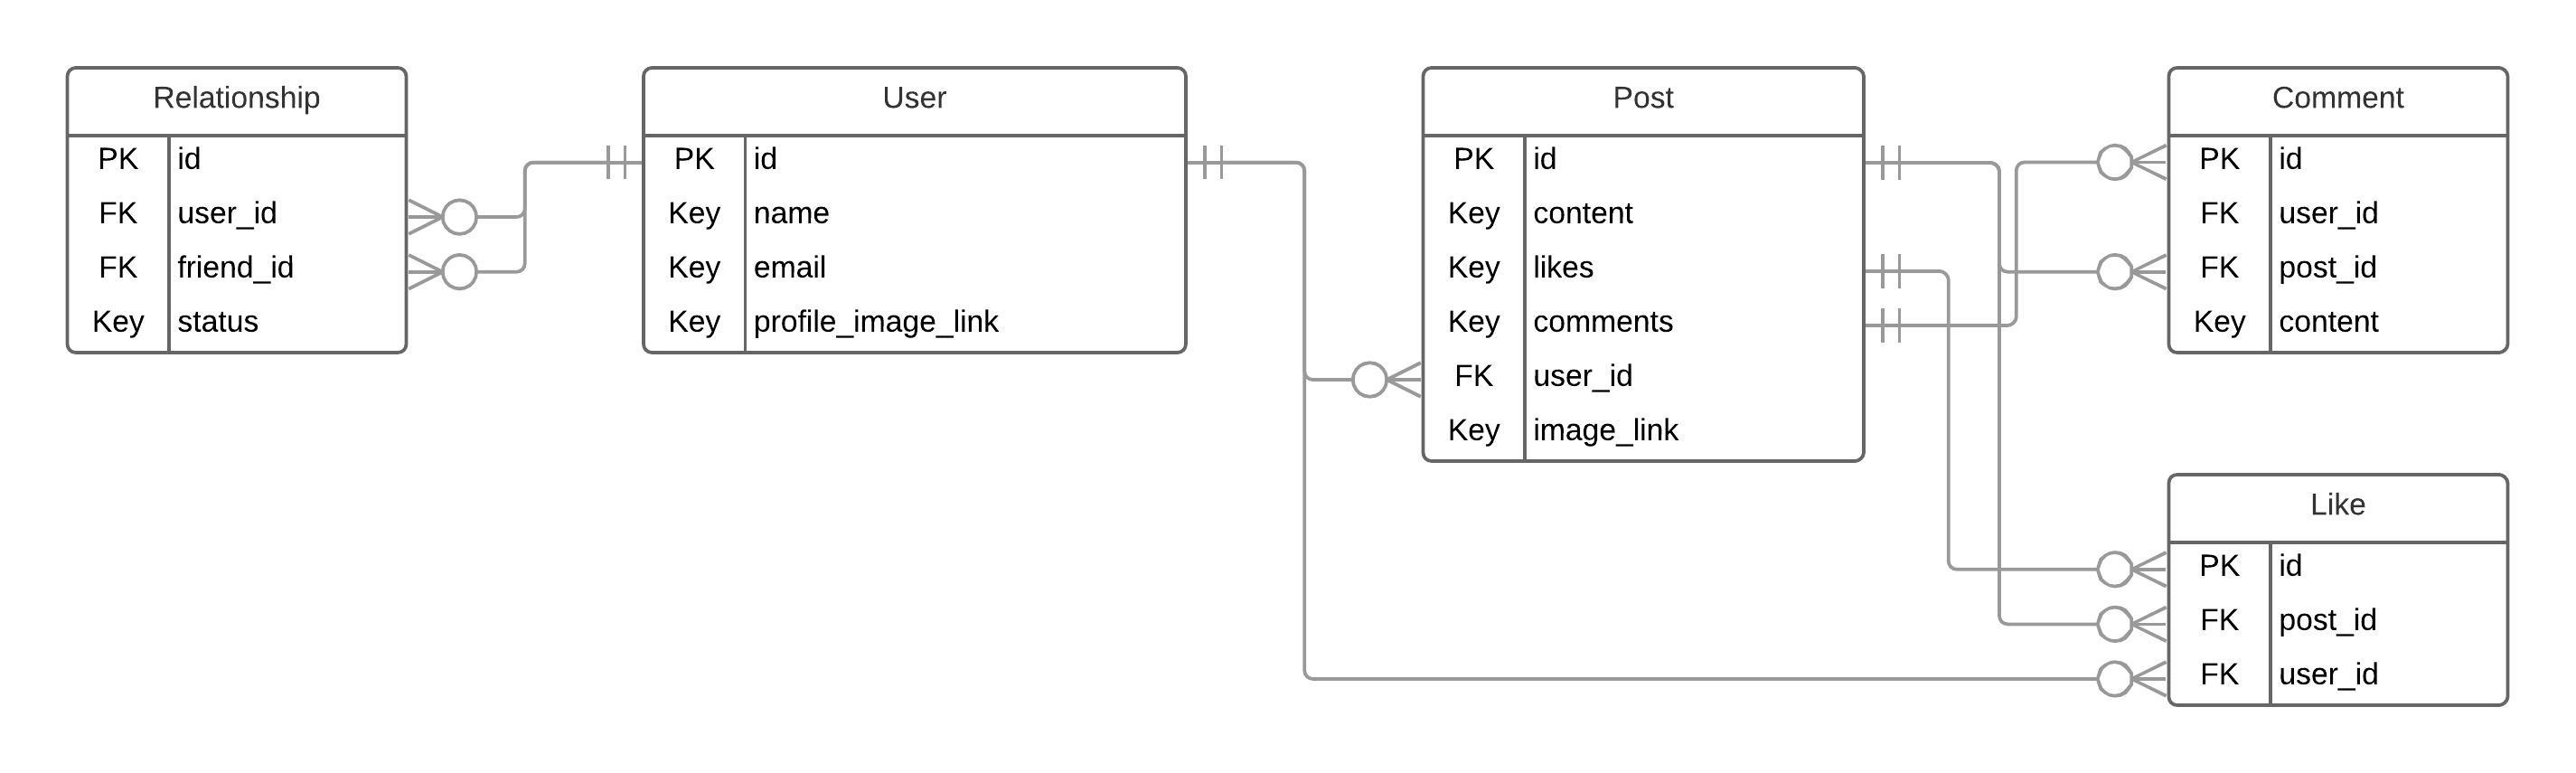 Relationship
PK id
FK user_id
FK friend_id
Key status
User
PK id
Key name
Key email
Key profile_image_link
Post
PK id
Key content
Key likes
Key comments
FK user_id
Key image_link
Comment
PK id
FK user_id
FK post_id
Key content
Like
PK id
FK post_id
FK user_id